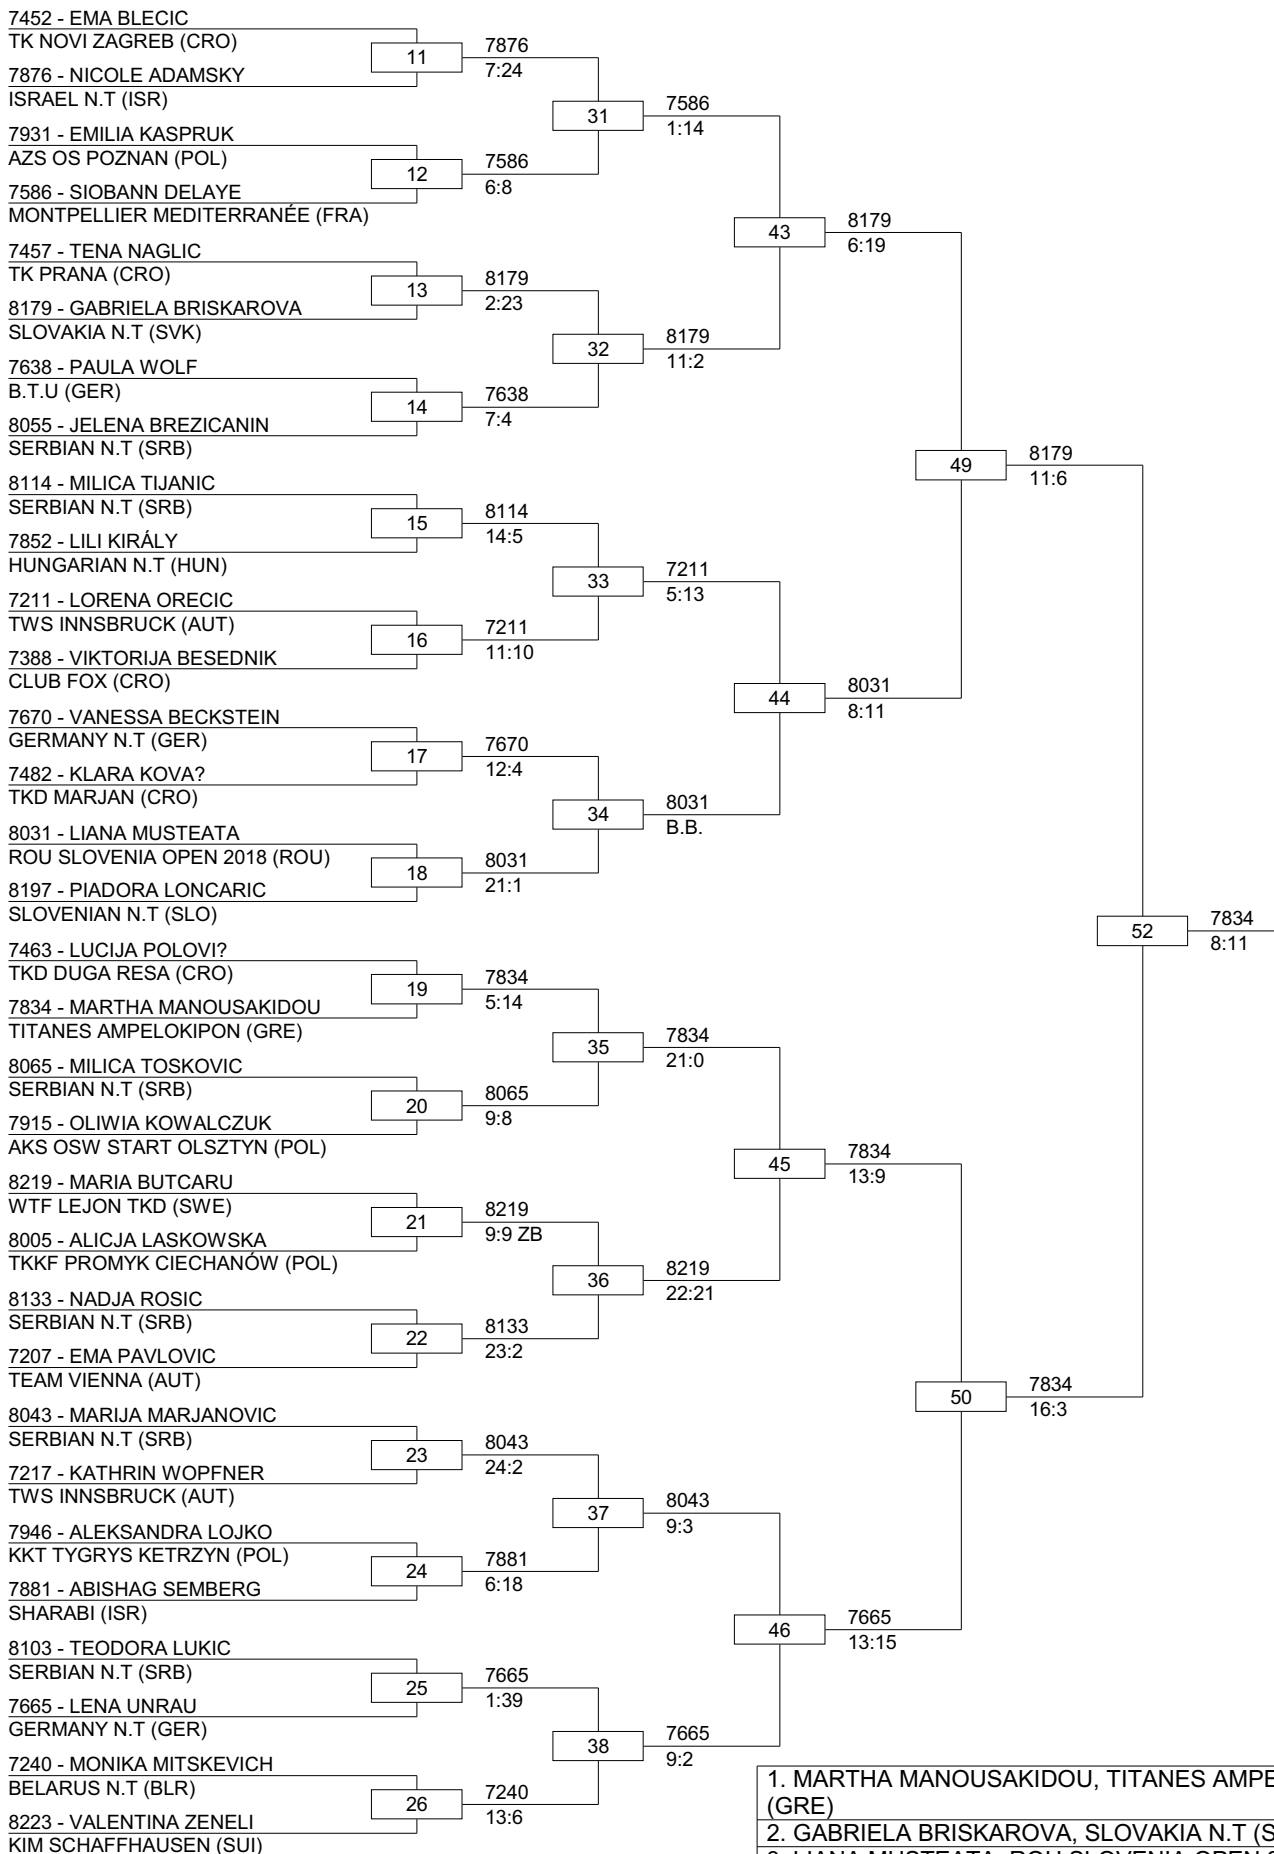 7452 - EMA BLECIC
TK NOVI ZAGREB (CRO)
11
7876
7:24
7876 - NICOLE ADAMSKY
ISRAEL N.T (ISR)
31
7586
1:14
7931 - EMILIA KASPRUK
AZS OS POZNAN (POL)
12
7586
6:8
7586 - SIOBANN DELAYE
MONTPELLIER MEDITERRANÉE (FRA)
43
8179
6:19
7457 - TENA NAGLIC
TK PRANA (CRO)
13
8179
2:23
8179 - GABRIELA BRISKAROVA
SLOVAKIA N.T (SVK)
32
8179
11:2
7638 - PAULA WOLF
B.T.U (GER)
14
7638
7:4
8055 - JELENA BREZICANIN
SERBIAN N.T (SRB)
49
8179
11:6
8114 - MILICA TIJANIC
SERBIAN N.T (SRB)
15
8114
14:5
7852 - LILI KIRÁLY
HUNGARIAN N.T (HUN)
33
7211
5:13
7211 - LORENA ORECIC
TWS INNSBRUCK (AUT)
16
7211
11:10
7388 - VIKTORIJA BESEDNIK
CLUB FOX (CRO)
44
8031
8:11
7670 - VANESSA BECKSTEIN
GERMANY N.T (GER)
17
7670
12:4
7482 - KLARA KOVA?
TKD MARJAN (CRO)
34
8031
B.B.
8031 - LIANA MUSTEATA
ROU SLOVENIA OPEN 2018 (ROU)
18
8031
21:1
8197 - PIADORA LONCARIC
SLOVENIAN N.T (SLO)
52
7834
8:11
7463 - LUCIJA POLOVI?
TKD DUGA RESA (CRO)
19
7834
5:14
7834 - MARTHA MANOUSAKIDOU
TITANES AMPELOKIPON (GRE)
35
7834
21:0
8065 - MILICA TOSKOVIC
SERBIAN N.T (SRB)
20
8065
9:8
7915 - OLIWIA KOWALCZUK
AKS OSW START OLSZTYN (POL)
45
7834
13:9
8219 - MARIA BUTCARU
WTF LEJON TKD (SWE)
21
8219
9:9 ZB
8005 - ALICJA LASKOWSKA
TKKF PROMYK CIECHANÓW (POL)
36
8219
22:21
8133 - NADJA ROSIC
SERBIAN N.T (SRB)
22
8133
23:2
7207 - EMA PAVLOVIC
TEAM VIENNA (AUT)
50
7834
16:3
8043 - MARIJA MARJANOVIC
SERBIAN N.T (SRB)
23
8043
24:2
7217 - KATHRIN WOPFNER
TWS INNSBRUCK (AUT)
37
8043
9:3
7946 - ALEKSANDRA LOJKO
KKT TYGRYS KETRZYN (POL)
24
7881
6:18
7881 - ABISHAG SEMBERG
SHARABI (ISR)
46
7665
13:15
8103 - TEODORA LUKIC
SERBIAN N.T (SRB)
25
7665
1:39
7665 - LENA UNRAU
GERMANY N.T (GER)
38
7665
9:2
7240 - MONIKA MITSKEVICH
BELARUS N.T (BLR)
26
7240
13:6
8223 - VALENTINA ZENELI
KIM SCHAFFHAUSEN (SUI)
1. MARTHA MANOUSAKIDOU, TITANES AMPE
(GRE)
2. GABRIELA BRISKAROVA, SLOVAKIA N.T (S